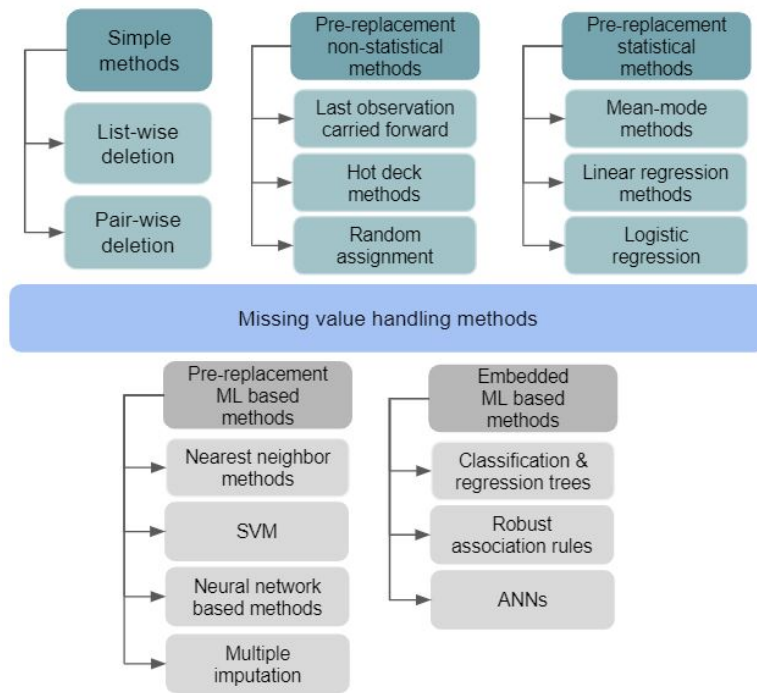 Simple
methods
List-wise
deletion
Pair-wise
deletion
Pre-replacement
non-statistical
methods
Last observation
carried forward
Hot deck
methods
Random
assignment
Pre-replacement
statistical
methods
Mean-mode
methods
Linear regression
methods
Logistic
regression
Missing value handling methods
Pre-replacement
ML based
methods
Nearest neighbor
methods
SVM
Neural network
based methods
Multiple
imputation
Embedded
ML based
methods
Classification &
regression trees
Robust
association rules
ANNs